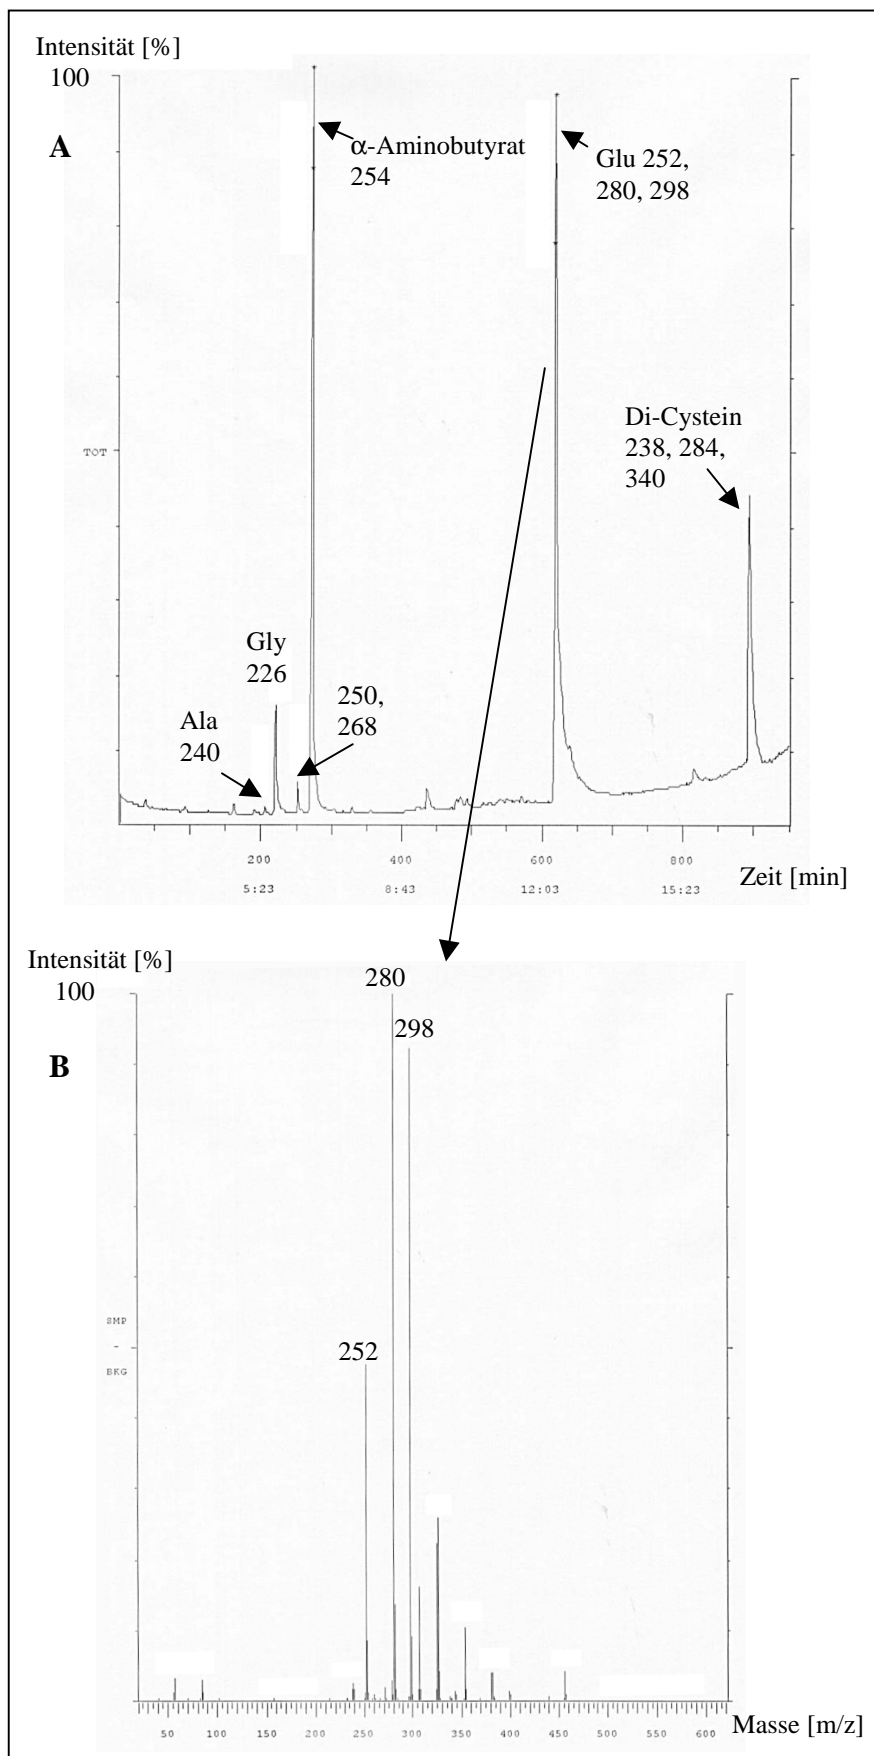 Intensität [%]
100
A
α-Aminobutyrat
254
Glu 252,
280, 298
Di-Cystein
238, 284,
340
TOT
Gly
226
250,
268
Ala
240
200 400 600 800
5:23 8:43 12:03 15:23
Zeit [min]
Intensität [%]
100
280
298
B
SMP
-
BKG
252
50 100 150 200 250 300 350 400 450 500 550 600
Masse [m/z]